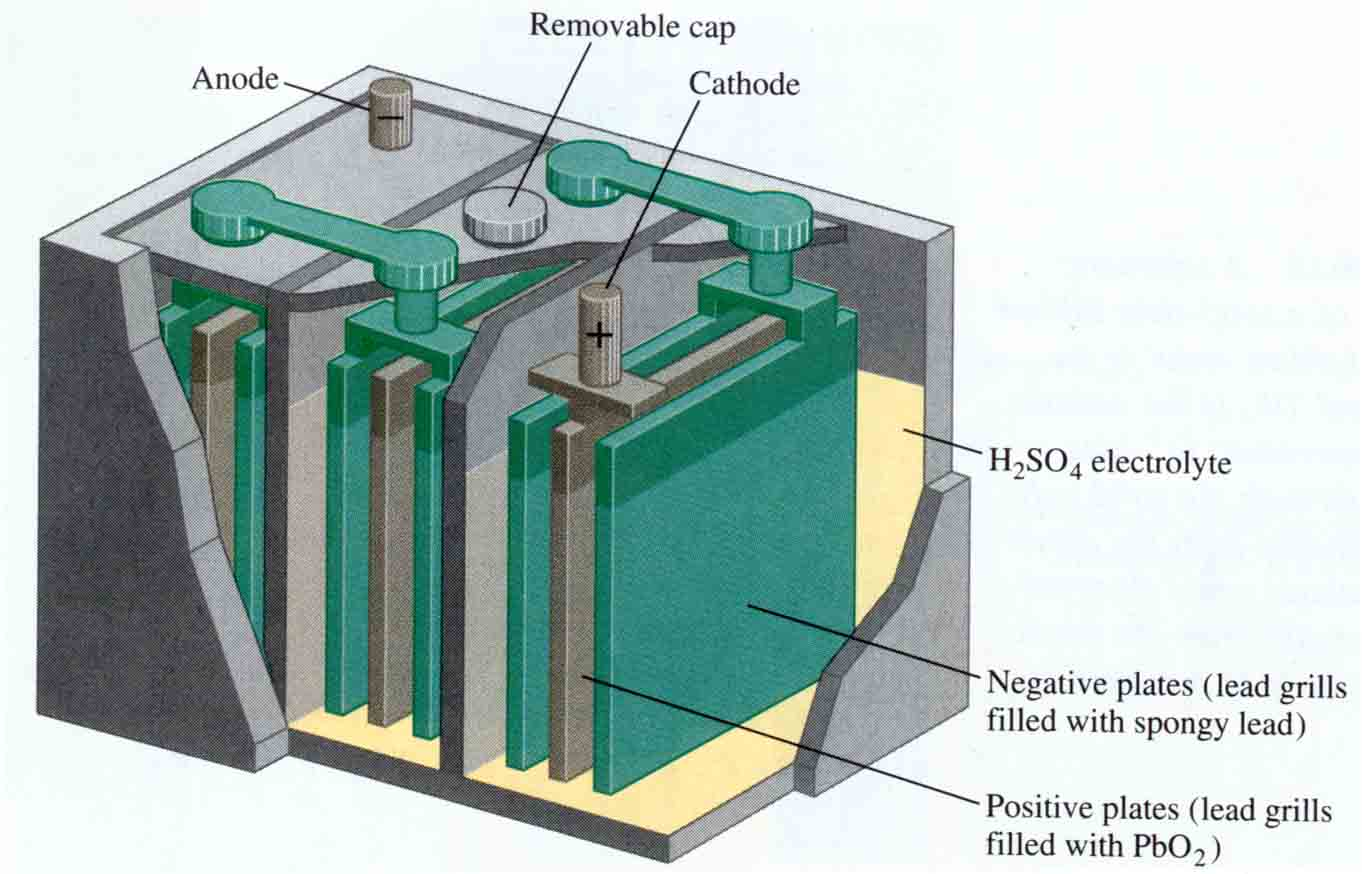 Removable cap
Anode
Cathode
−
+
H₂SO₄ electrolyte
Negative plates (lead grills
filled with spongy lead)
Positive plates (lead grills
filled with PbO₂)